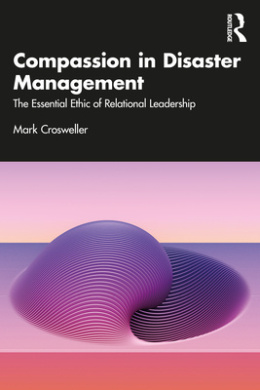 Routledge
Compassion in Disaster
Management
The Essential Ethic of Relational Leadership
Mark Crosweller